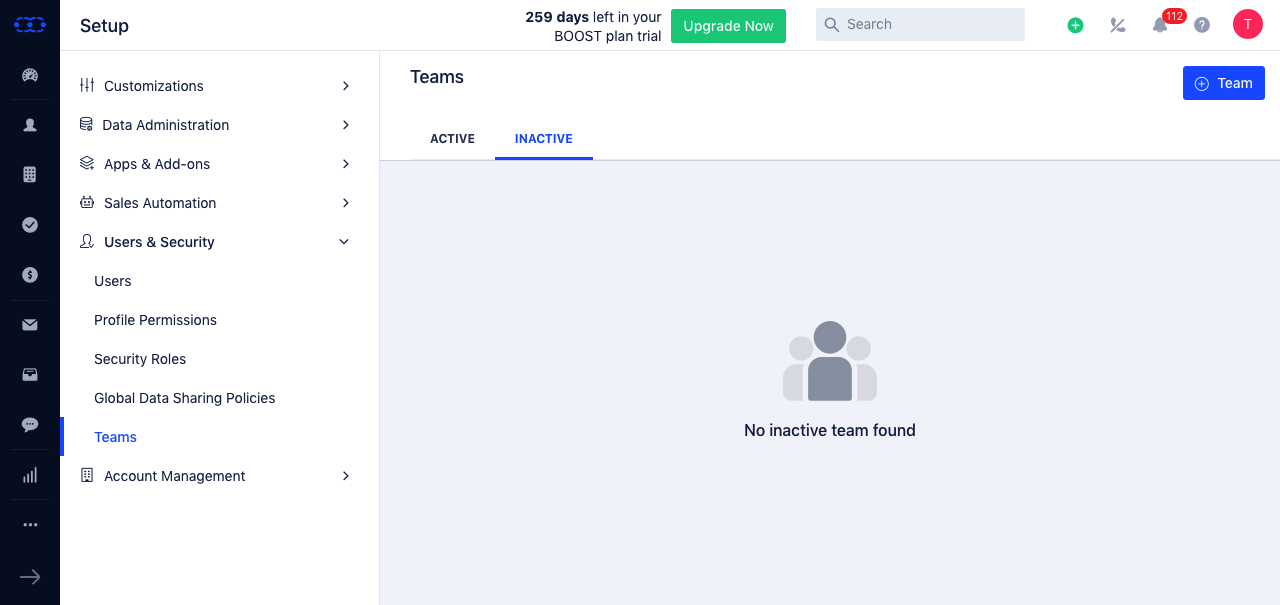 Setup
259 days left in your
BOOST plan trial
Upgrade Now
Search
112
T
Customizations
Data Administration
Apps & Add-ons
Sales Automation
Users & Security
Users
Profile Permissions
Security Roles
Global Data Sharing Policies
Teams
Account Management
Teams
Team
ACTIVE
INACTIVE
No inactive team found